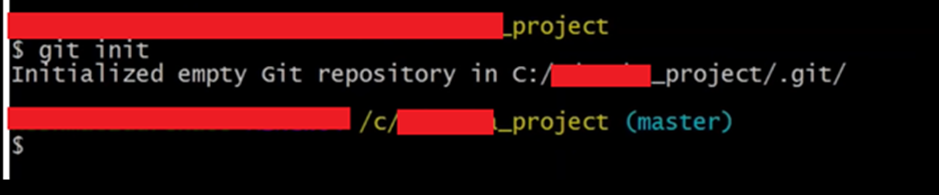 _project
$ git init
Initialized empty Git repository in C:/ _project/.git/
/c/ _project (master)
$